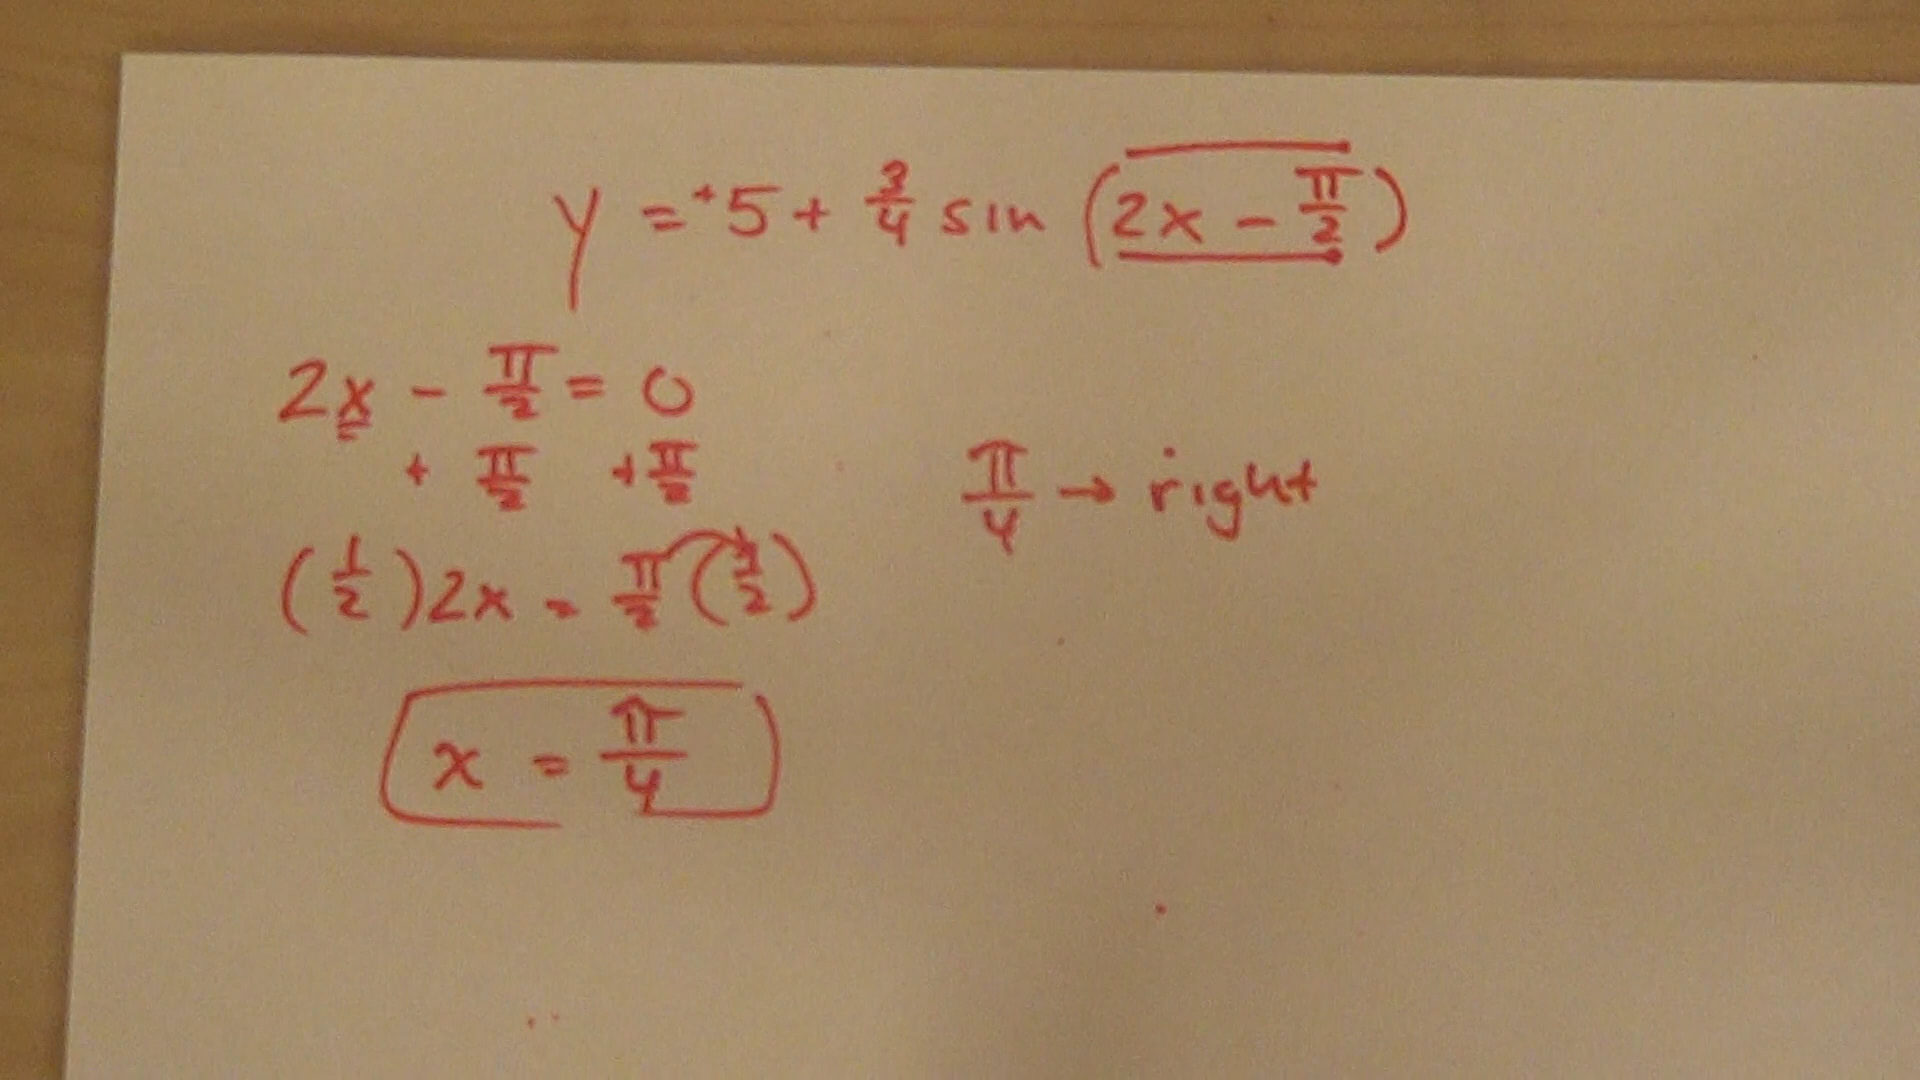 y = +5 + 3/4 sin (2x - π/2)
2x - π/2 = 0
+ π/2 + π/2
π/4 → right
(1/2) 2x = π/2 (1/2)
x = π/4